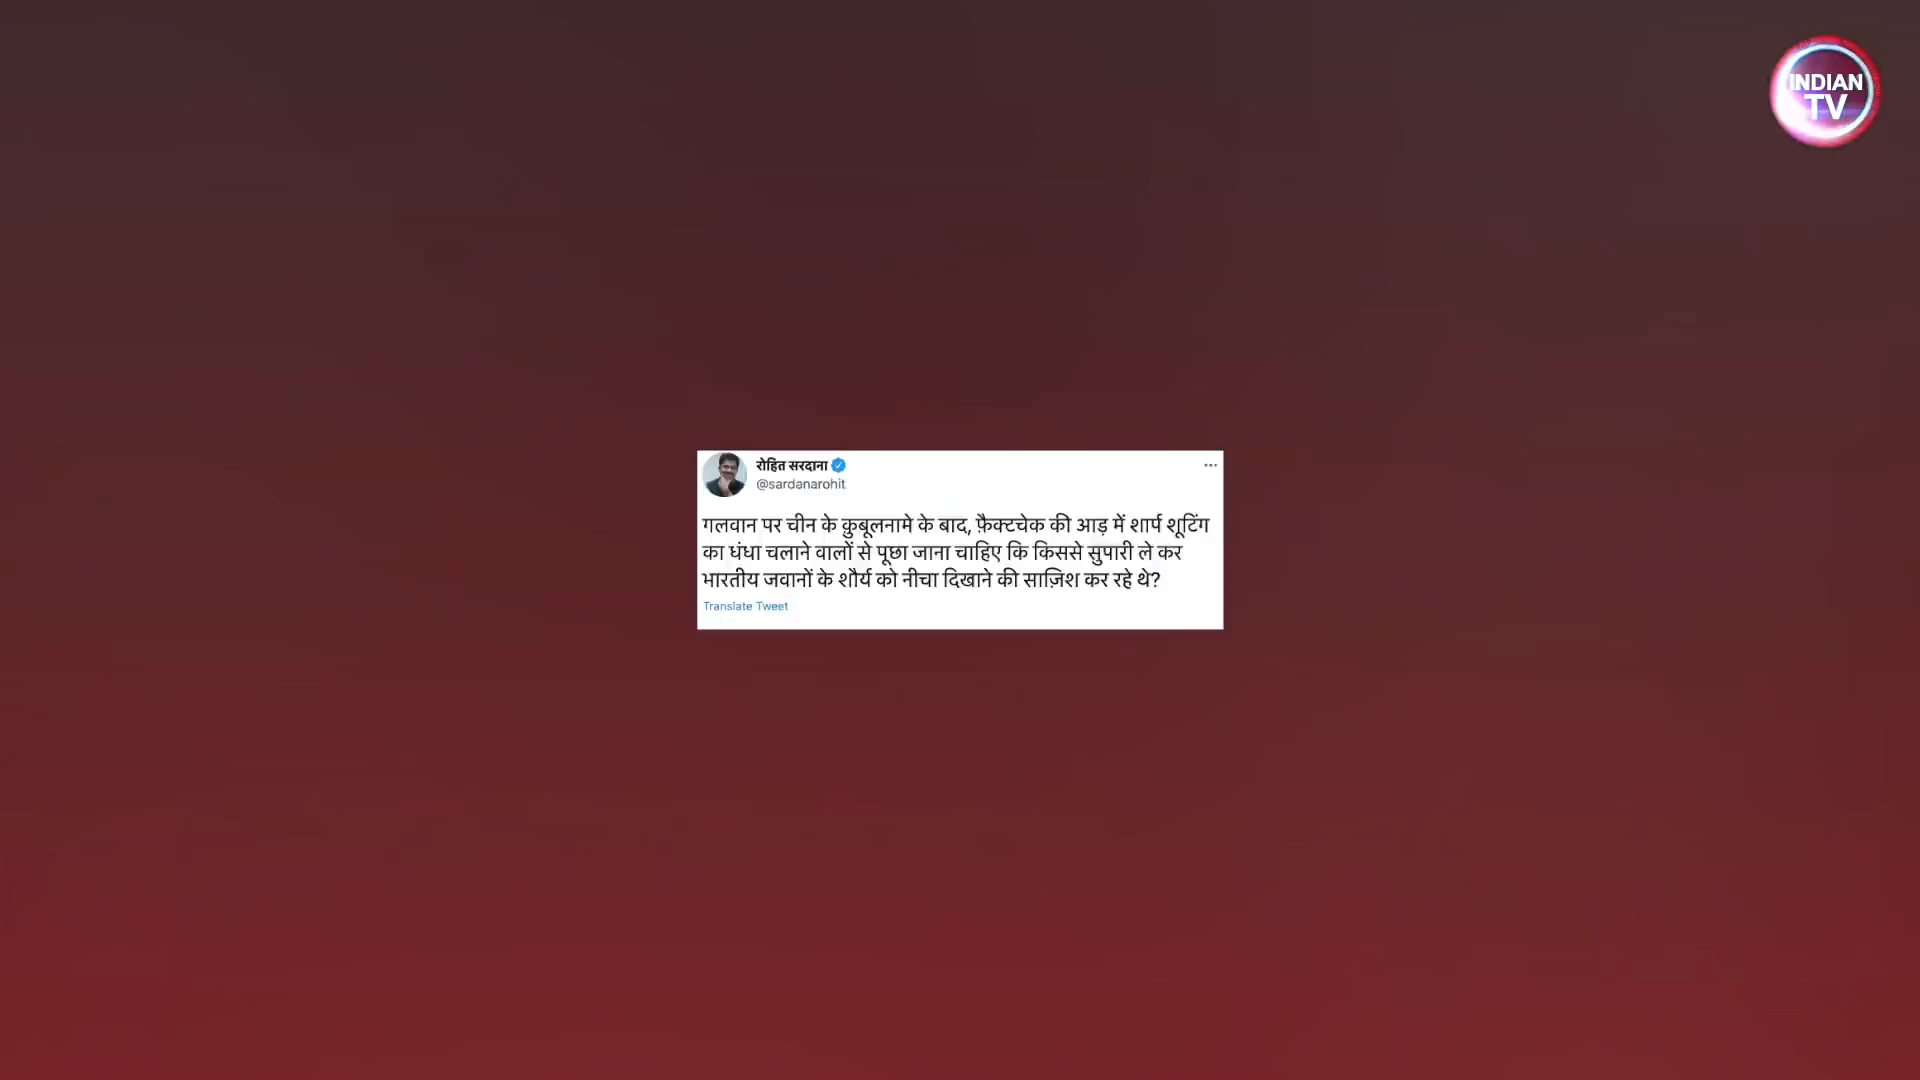 INDIAN
TV
रोहित सरदाना
@sardanarohit
गलवान पर चीन के क़ुबूलनामे के बाद, फ़ैक्टचेक की आड़ में शार्प शूटिंग
का धंधा चलाने वालों से पूछा जाना चाहिए कि किससे सुपारी ले कर
भारतीय जवानों के शौर्य को नीचा दिखाने की साज़िश कर रहे थे?
Translate Tweet